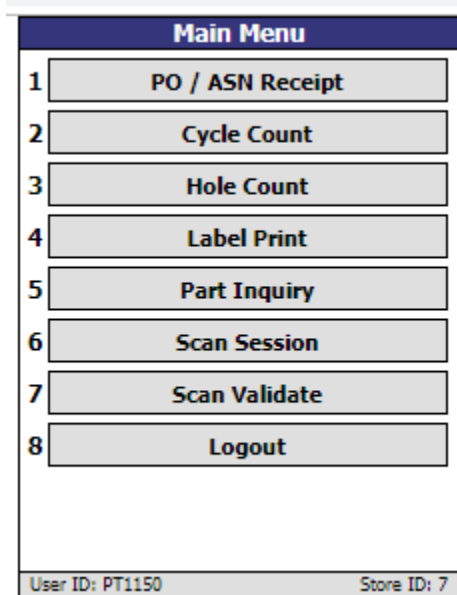 Main Menu
1 PO / ASN Receipt
2 Cycle Count
3 Hole Count
4 Label Print
5 Part Inquiry
6 Scan Session
7 Scan Validate
8 Logout
User ID: PT1150 Store ID: 7